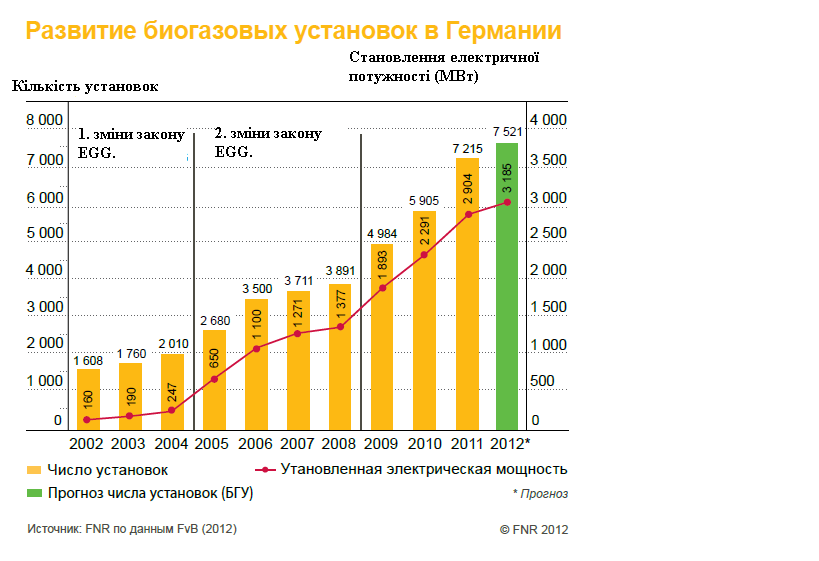 Развитие биогазовых установок в Германии
Становлення електричної
потужності (МВт)
Кількість установок
8 000
7 000
6 000
5 000
4 000
3 000
2 000
1 000
0
1. зміни закону
EGG.
2. зміни закону
EGG.
4 000
3 500
3 000
2 500
2 000
1 500
1 000
500
0
1 608
1 760
2 010
2 680
3 500
3 711
3 891
4 984
5 905
7 215
7 521
160
190
247
650
1 100
1 271
1 377
1 893
2 291
2 904
3 185
2002 2003 2004 2005 2006 2007 2008 2009 2010 2011 2012*
Число установок
Утановленная электрическая мощность
Прогноз числа установок (БГУ)
* Прогноз
Источник: FNR по данным FvB (2012)
© FNR 2012